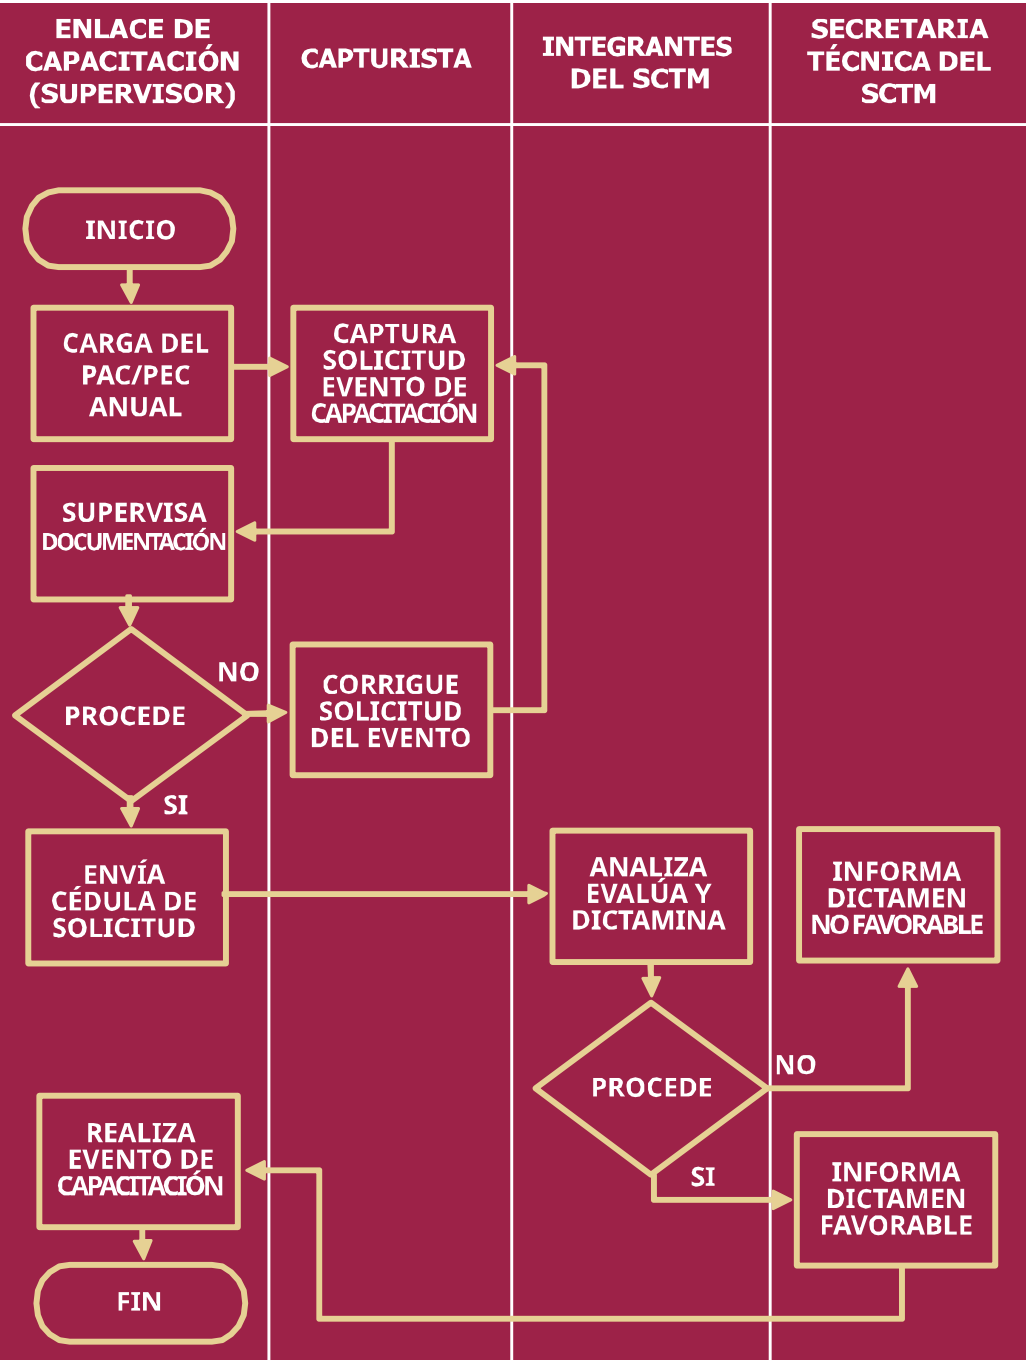 ENLACE DE
CAPACITACIÓN
(SUPERVISOR)
CAPTURISTA
INTEGRANTES
DEL SCTM
SECRETARIA
TÉCNICA DEL
SCTM
INICIO
CARGA DEL
PAC/PEC
ANUAL
CAPTURA
SOLICITUD
EVENTO DE
CAPACITACIÓN
SUPERVISA
DOCUMENTACIÓN
PROCEDE
NO
CORRIGUE
SOLICITUD
DEL EVENTO
SI
ENVÍA
CÉDULA DE
SOLICITUD
ANALIZA
EVALÚA Y
DICTAMINA
INFORMA
DICTAMEN
NO FAVORABLE
PROCEDE
NO
SI
INFORMA
DICTAMEN
FAVORABLE
REALIZA
EVENTO DE
CAPACITACIÓN
FIN